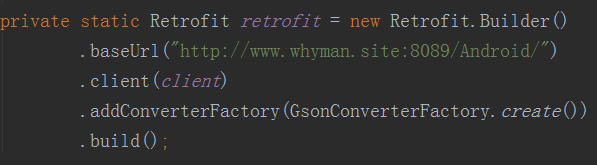 private static Retrofit retrofit = new Retrofit.Builder()
.baseUrl("http://www.whyman.site:8089/Android/")
.client(client)
.addConverterFactory(GsonConverterFactory.create())
.build();